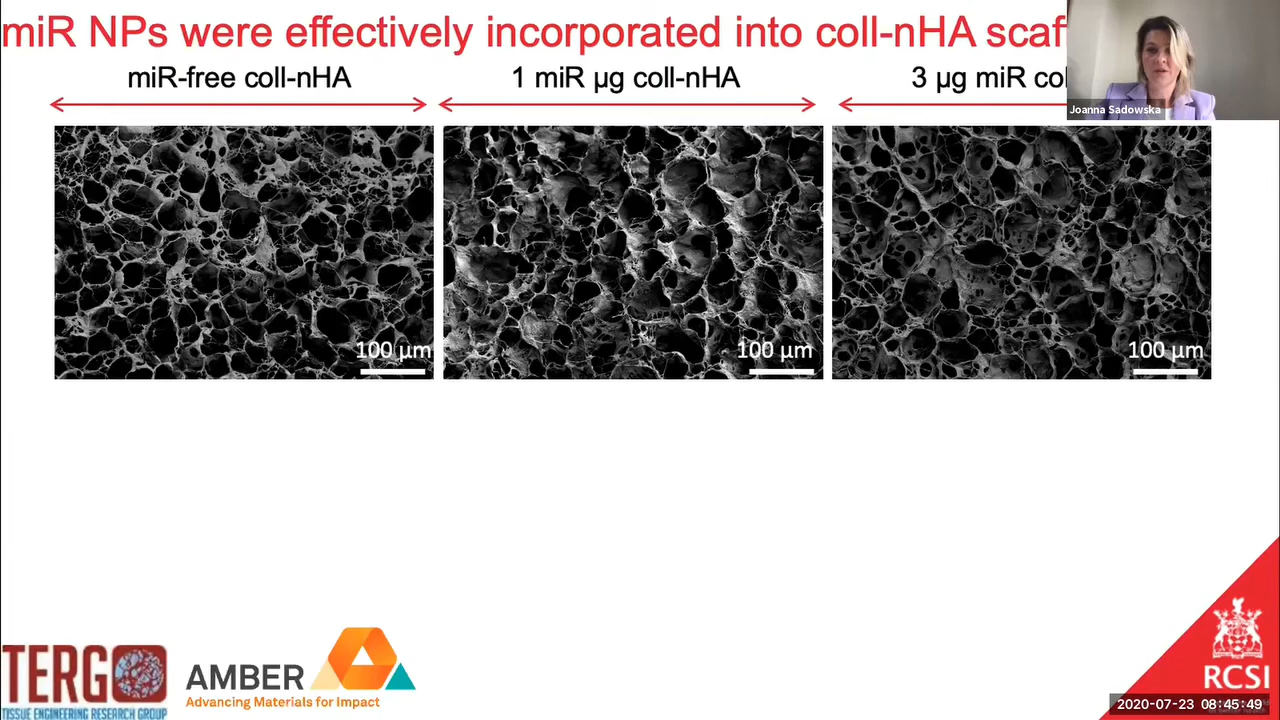 miR NPs were effectively incorporated into coll-nHA scaf
miR-free coll-nHA
1 miR µg coll-nHA
3 µg miR col
Joanna Sadowska
100 µm
100 µm
100 µm
TERG
TISSUE ENGINEERING RESEARCH GROUP
AMBER
Advancing Materials for Impact
RCSI
2020-07-23 08:45:49